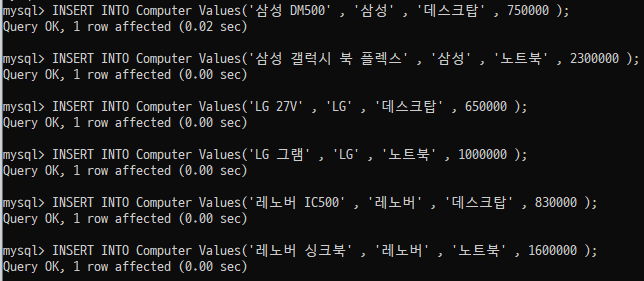 mysql> INSERT INTO Computer Values('삼성 DM500' , '삼성' , '데스크탑' , 750000 );
Query OK, 1 row affected (0.02 sec)
mysql> INSERT INTO Computer Values('삼성 갤럭시 북 플렉스' , '삼성' , '노트북' , 2300000 );
Query OK, 1 row affected (0.00 sec)
mysql> INSERT INTO Computer Values('LG 27V' , 'LG' , '데스크탑' , 650000 );
Query OK, 1 row affected (0.00 sec)
mysql> INSERT INTO Computer Values('LG 그램' , 'LG' , '노트북' , 1000000 );
Query OK, 1 row affected (0.00 sec)
mysql> INSERT INTO Computer Values('레노버 IC500' , '레노버' , '데스크탑' , 830000 );
Query OK, 1 row affected (0.00 sec)
mysql> INSERT INTO Computer Values('레노버 싱크북' , '레노버' , '노트북' , 1600000 );
Query OK, 1 row affected (0.00 sec)